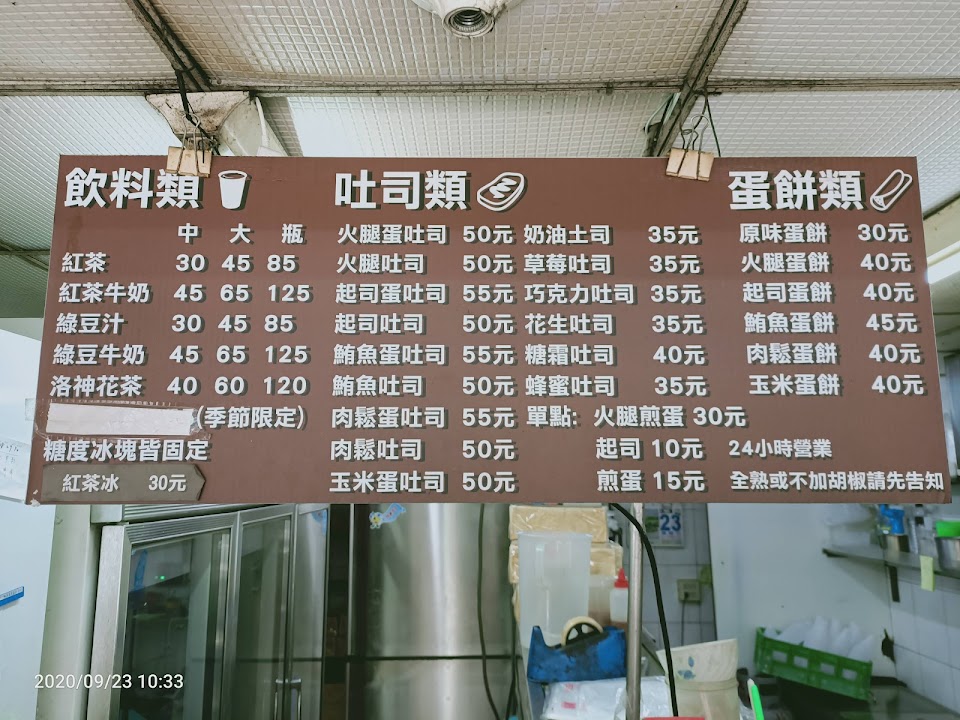 飲料類
中 大 瓶
紅茶 30 45 85
紅茶牛奶 45 65 125
綠豆汁 30 45 85
綠豆牛奶 45 65 125
洛神花茶 40 60 120
(季節限定)
糖度冰塊皆固定
紅茶冰 30元
吐司類
火腿蛋吐司 50元
火腿吐司 50元
起司蛋吐司 55元
起司吐司 50元
鮪魚蛋吐司 55元
鮪魚吐司 50元
肉鬆蛋吐司 55元
肉鬆吐司 50元
玉米蛋吐司 50元
奶油土司 35元
草莓吐司 35元
巧克力吐司 35元
花生吐司 35元
糖霜吐司 40元
蜂蜜吐司 35元
單點: 火腿煎蛋 30元
起司 10元
煎蛋 15元
蛋餅類
原味蛋餅 30元
火腿蛋餅 40元
起司蛋餅 40元
鮪魚蛋餅 45元
肉鬆蛋餅 40元
玉米蛋餅 40元
24小時營業
全熟或不加胡椒請先告知
23
2020/09/23 10:33